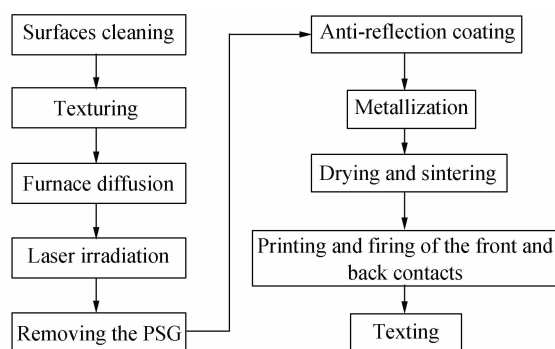 Surfaces cleaning
Texturing
Furnace diffusion
Laser irradiation
Removing the PSG
Anti-reflection coating
Metallization
Drying and sintering
Printing and firing of the front and
back contacts
Texting